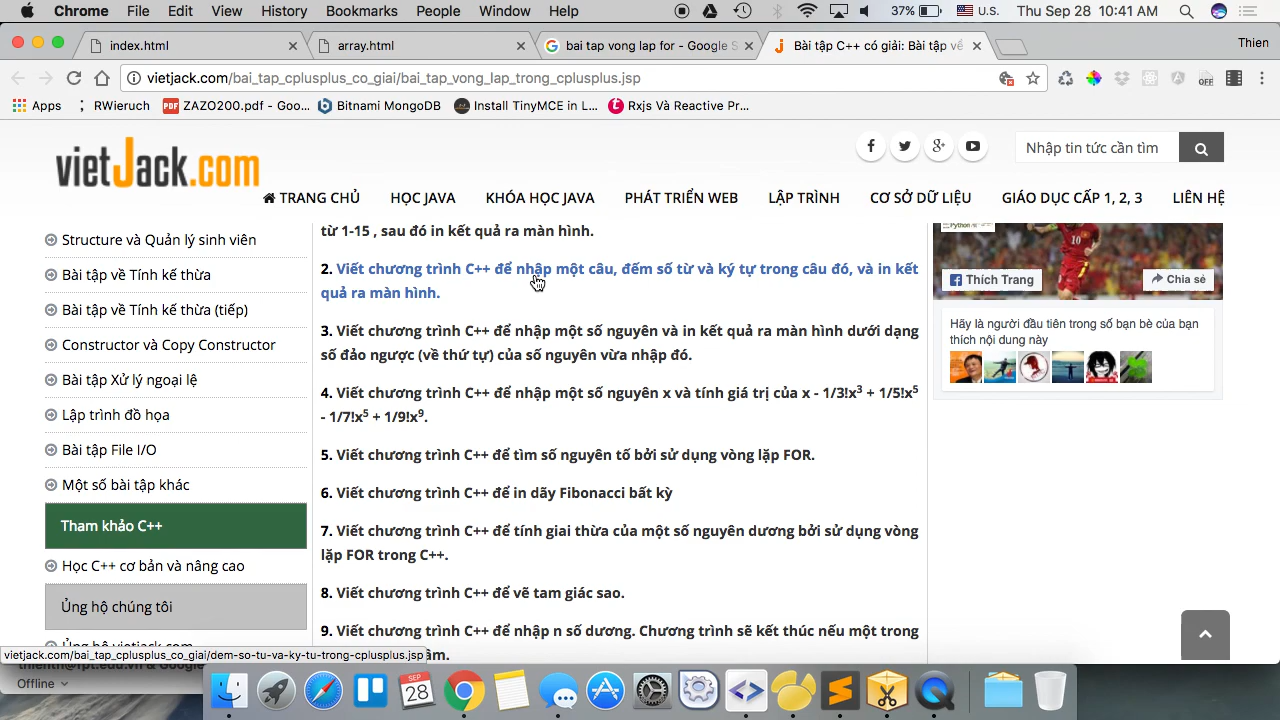 Chrome File Edit View History Bookmarks People Window Help 37% U.S. Thu Sep 28 10:41 AM
index.html
array.html
bai tap vong lap for - Google S
Bài tập C++ có giải: Bài tập về
Thien
vietjack.com/bai_tap_cplusplus_co_giai/bai_tap_vong_lap_trong_cplusplus.jsp
OFF
Apps
RWieruch
PDF ZAZO200.pdf - Goo...
Bitnami MongoDB
Install TinyMCE in L...
Rxjs Và Reactive Pr...
vietJack.com
Nhập tin tức cần tìm
TRANG CHỦ HỌC JAVA KHÓA HỌC JAVA PHÁT TRIỂN WEB LẬP TRÌNH CƠ SỞ DỮ LIỆU GIÁO DỤC CẤP 1, 2, 3 LIÊN HỆ
Structure và Quản lý sinh viên
Bài tập về Tính kế thừa
Bài tập về Tính kế thừa (tiếp)
Constructor và Copy Constructor
Bài tập Xử lý ngoại lệ
Lập trình đồ họa
Bài tập File I/O
Một số bài tập khác
Tham khảo C++
Học C++ cơ bản và nâng cao
Ủng hộ chúng tôi
Ủng hộ vietjack.com
từ 1-15 , sau đó in kết quả ra màn hình.
2. Viết chương trình C++ để nhập một câu, đếm số từ và ký tự trong câu đó, và in kết
quả ra màn hình.
3. Viết chương trình C++ để nhập một số nguyên và in kết quả ra màn hình dưới dạng
số đảo ngược (về thứ tự) của số nguyên vừa nhập đó.
4. Viết chương trình C++ để nhập một số nguyên x và tính giá trị của x - 1/3!x³ + 1/5!x⁵
- 1/7!x⁵ + 1/9!x⁹.
5. Viết chương trình C++ để tìm số nguyên tố bởi sử dụng vòng lặp FOR.
6. Viết chương trình C++ để in dãy Fibonacci bất kỳ
7. Viết chương trình C++ để tính giai thừa của một số nguyên dương bởi sử dụng vòng
lặp FOR trong C++.
8. Viết chương trình C++ để vẽ tam giác sao.
9. Viết chương trình C++ để nhập n số dương. Chương trình sẽ kết thúc nếu một trong
10
Thích Trang
Chia sẻ
Hãy là người đầu tiên trong số bạn bè của bạn
thích nội dung này
vietjack.com/bai_tap_cplusplus_co_giai/dem-so-tu-va-ky-tu-trong-cplusplus.jsp
Offline
SEP
28